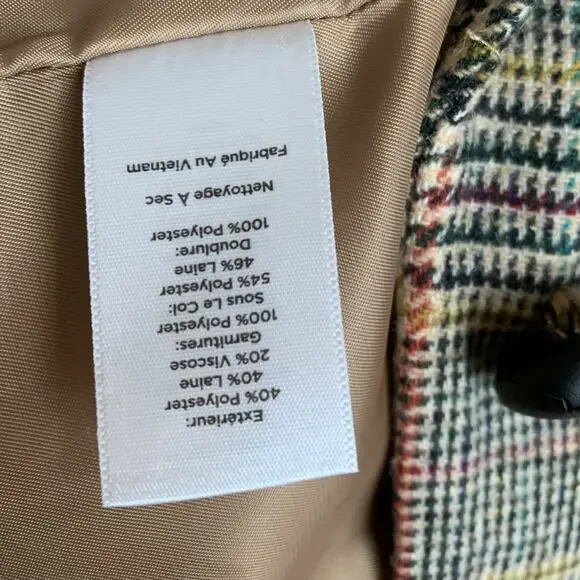 Extérieur:
40% Polyester
40% Laine
20% Viscose
Garnitures:
100% Polyester
Sous Le Col:
54% Polyester
46% Laine
Doublure:
100% Polyester
Nettoyage À Sec
Fabriqué Au Vietnam